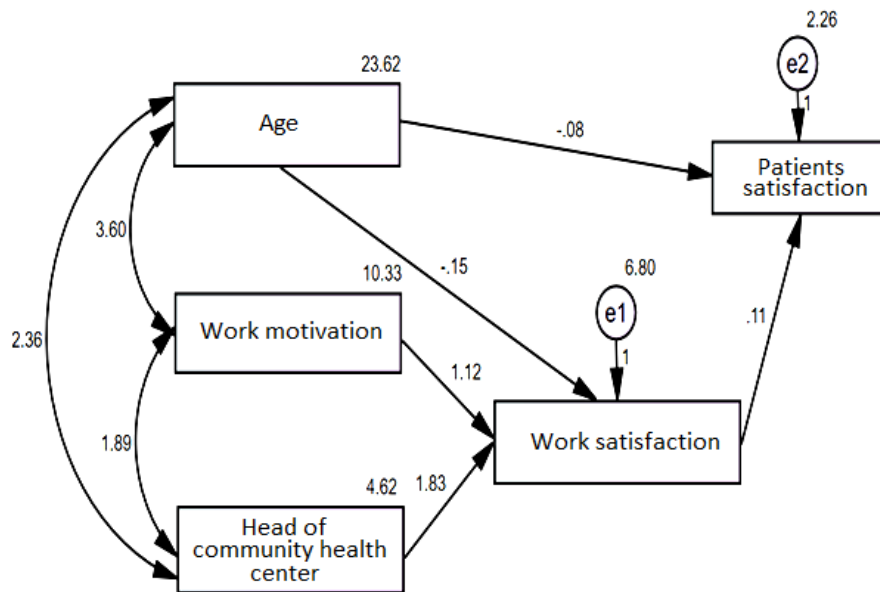 2.26
e2
1
23.62
Age
-.08
Patients
satisfaction
3.60
10.33
-.15
6.80
e1
Work motivation
.11
2.36
1.12
1
1.89
Work satisfaction
4.62
1.83
Head of
community health
center